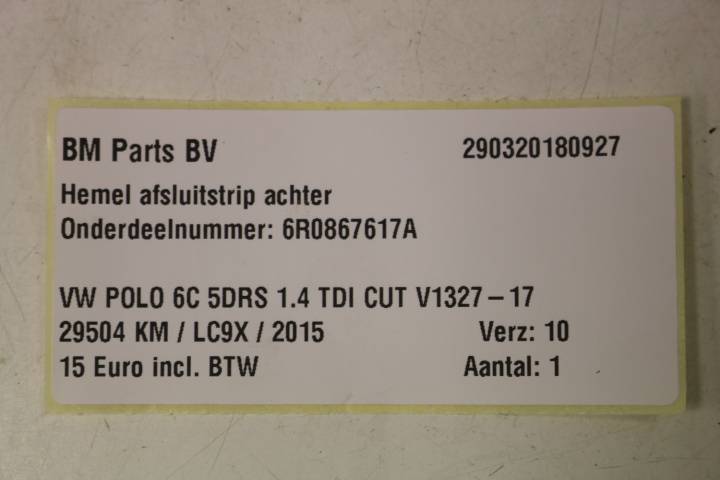 BM Parts BV 290320180927
Hemel afsluitstrip achter
Onderdeelnummer: 6R0867617A
VW POLO 6C 5DRS 1.4 TDI CUT V1327 – 17
29504 KM / LC9X / 2015 Verz: 10
15 Euro incl. BTW Aantal: 1